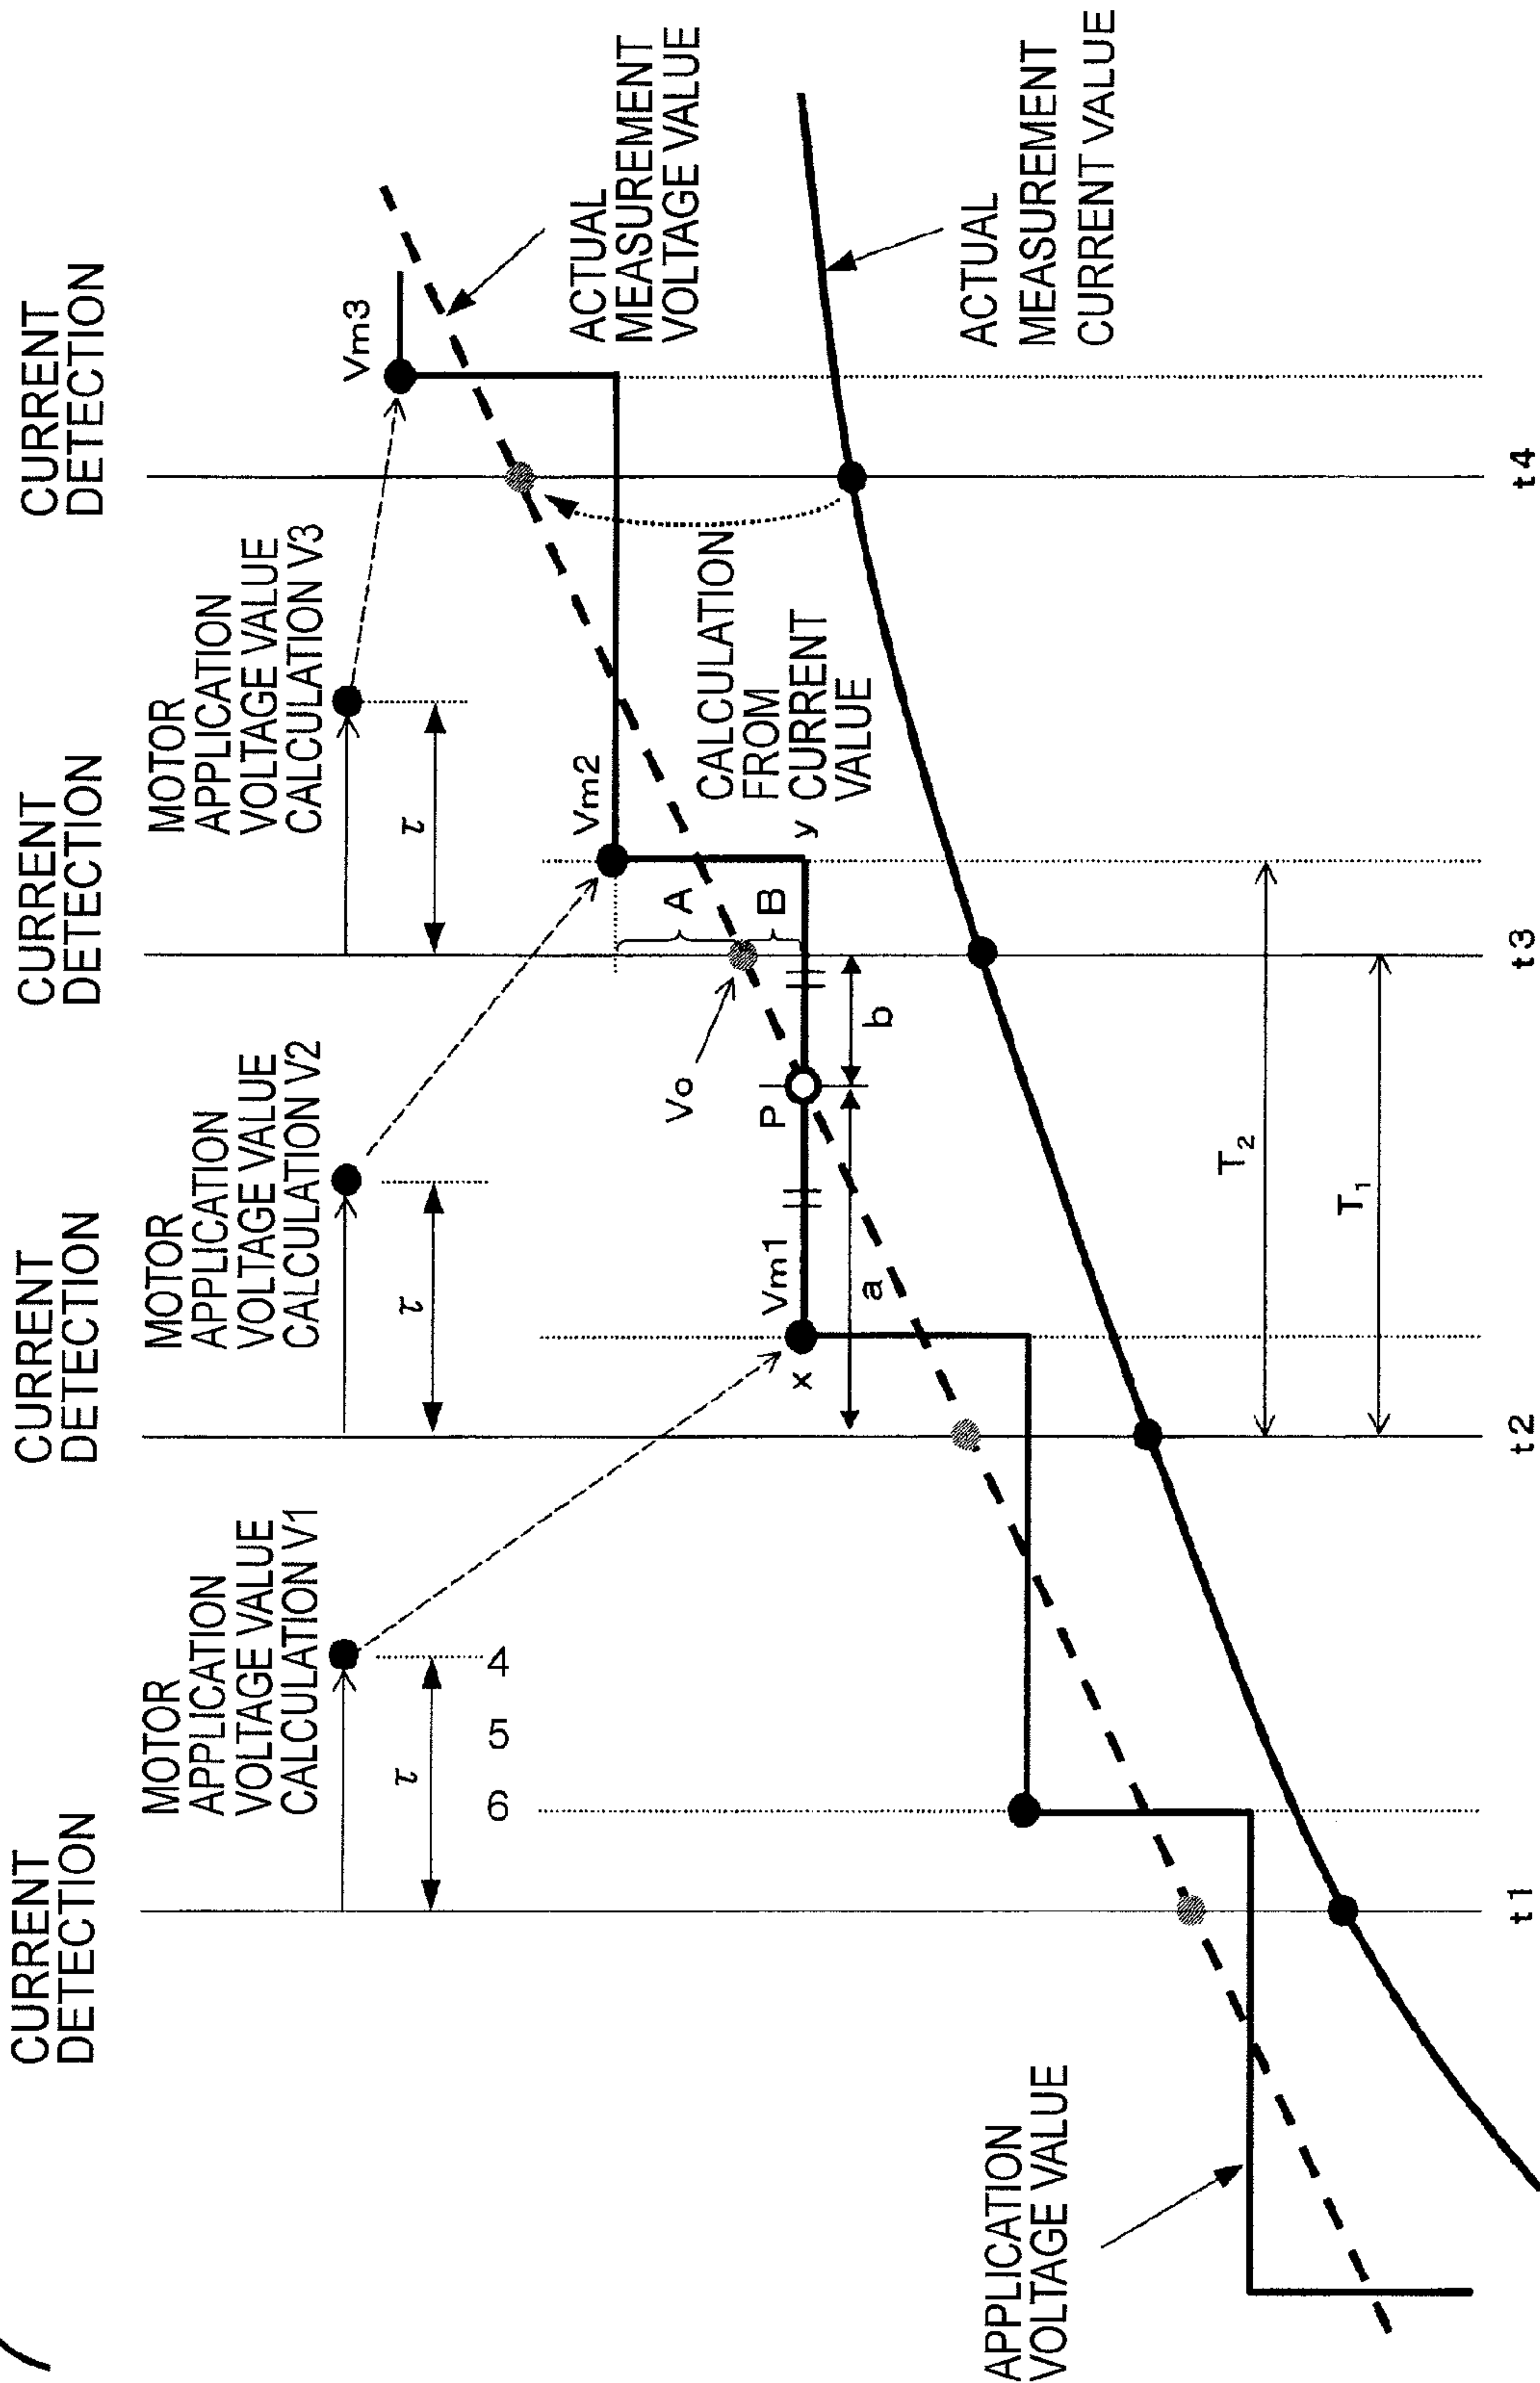 CURRENT
DETECTION
CURRENT
DETECTION
CURRENT
DETECTION
CURRENT
DETECTION
MOTOR
APPLICATION
VOLTAGE VALUE
CALCULATION V1
MOTOR
APPLICATION
VOLTAGE VALUE
CALCULATION V2
MOTOR
APPLICATION
VOLTAGE VALUE
CALCULATION V3
τ
τ
τ
6
5
4
Vm3
Vm2
Vm1
x
y
P
Vo
A
B
a
b
ACTUAL
MEASUREMENT
VOLTAGE VALUE
CALCULATION
FROM
CURRENT
VALUE
ACTUAL
MEASUREMENT
CURRENT VALUE
APPLICATION
VOLTAGE VALUE
T₂
T₁
t1
t2
t3
t4